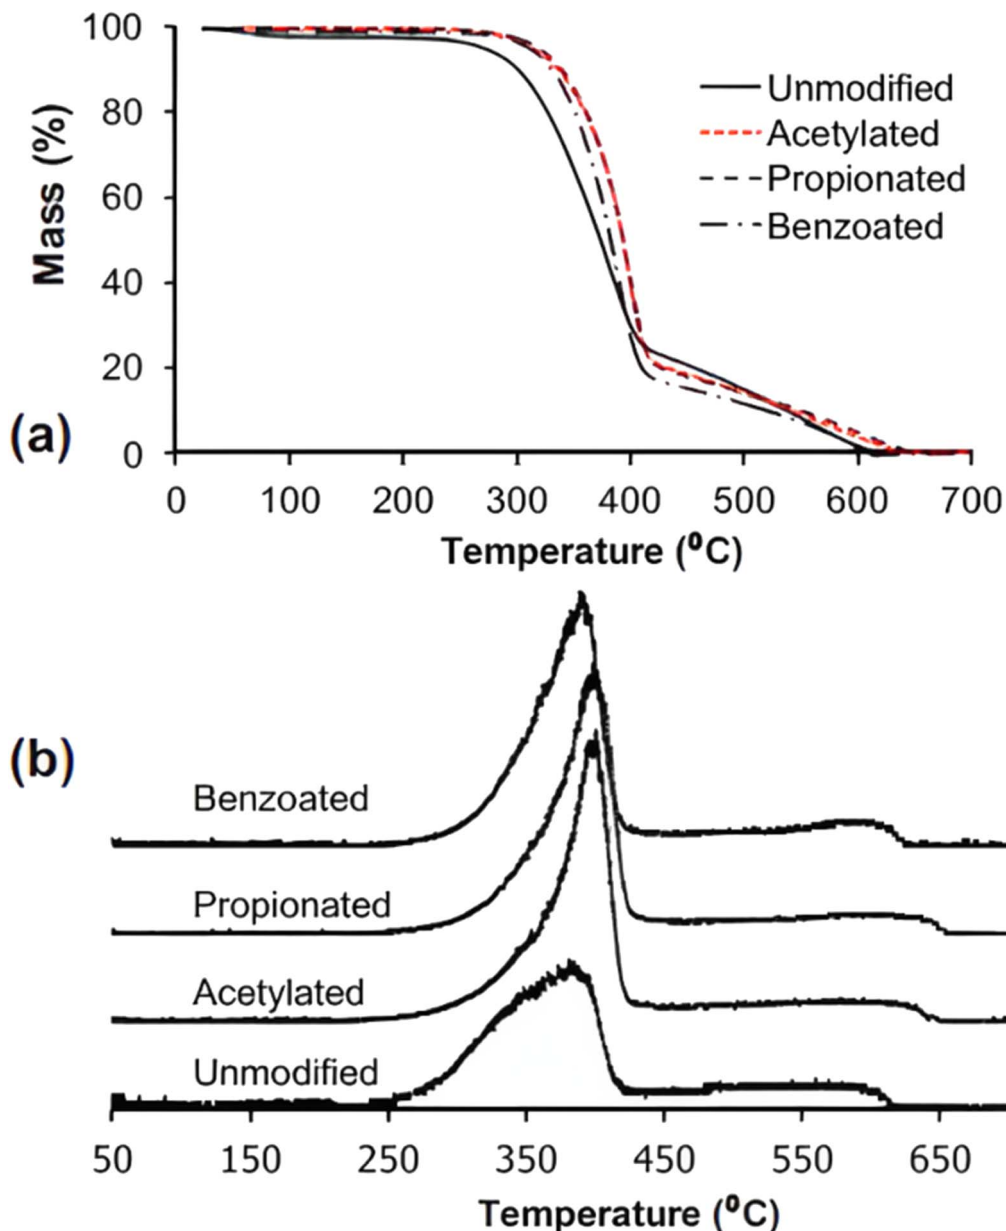 100
80
60
40
20
0
Mass (%)
Unmodified
Acetylated
Propionated
Benzoated
(a)
0 100 200 300 400 500 600 700
Temperature (⁰C)
(b)
Benzoated
Propionated
Acetylated
Unmodified
50 150 250 350 450 550 650
Temperature (⁰C)